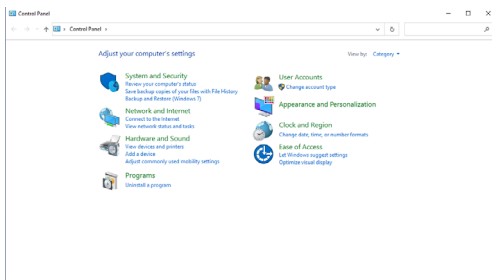 Control Panel
Control Panel
Adjust your computer's settings
View by: Category
System and Security
Review your computer's status
Save backup copies of your files with File History
Backup and Restore (Windows 7)
Network and Internet
Connect to the Internet
View network status and tasks
Hardware and Sound
View devices and printers
Add a device
Adjust commonly used mobility settings
Programs
Uninstall a program
User Accounts
Change account type
Appearance and Personalization
Clock and Region
Change date, time, or number formats
Ease of Access
Let Windows suggest settings
Optimize visual display